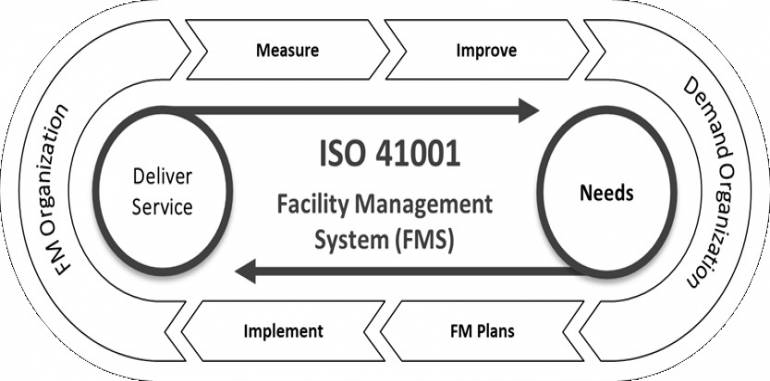 Measure
Improve
FM Organization
Demand Organization
Deliver
Service
ISO 41001
Facility Management
System (FMS)
Needs
Implement
FM Plans